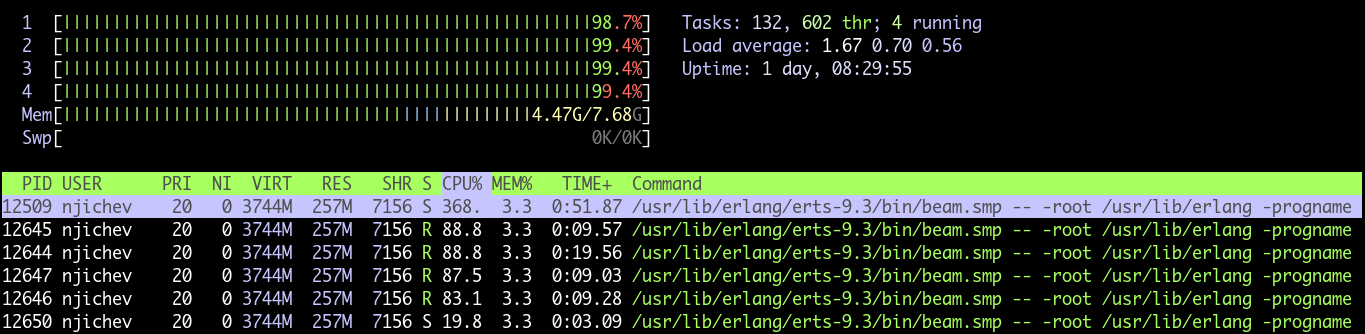 1 [98.7%] Tasks: 132, 602 thr; 4 running
2 [99.4%] Load average: 1.67 0.70 0.56
3 [99.4%] Uptime: 1 day, 08:29:55
4 [99.4%]
Mem[4.47G/7.68G]
Swp[0K/0K]
PID USER PRI NI VIRT RES SHR S CPU% MEM% TIME+ Command
12509 njichev 20 0 3744M 257M 7156 S 368. 3.3 0:51.87 /usr/lib/erlang/erts-9.3/bin/beam.smp -- -root /usr/lib/erlang -progname
12645 njichev 20 0 3744M 257M 7156 R 88.8 3.3 0:09.57 /usr/lib/erlang/erts-9.3/bin/beam.smp -- -root /usr/lib/erlang -progname
12644 njichev 20 0 3744M 257M 7156 R 88.8 3.3 0:19.56 /usr/lib/erlang/erts-9.3/bin/beam.smp -- -root /usr/lib/erlang -progname
12647 njichev 20 0 3744M 257M 7156 R 87.5 3.3 0:09.03 /usr/lib/erlang/erts-9.3/bin/beam.smp -- -root /usr/lib/erlang -progname
12646 njichev 20 0 3744M 257M 7156 R 83.1 3.3 0:09.28 /usr/lib/erlang/erts-9.3/bin/beam.smp -- -root /usr/lib/erlang -progname
12650 njichev 20 0 3744M 257M 7156 S 19.8 3.3 0:03.09 /usr/lib/erlang/erts-9.3/bin/beam.smp -- -root /usr/lib/erlang -progname